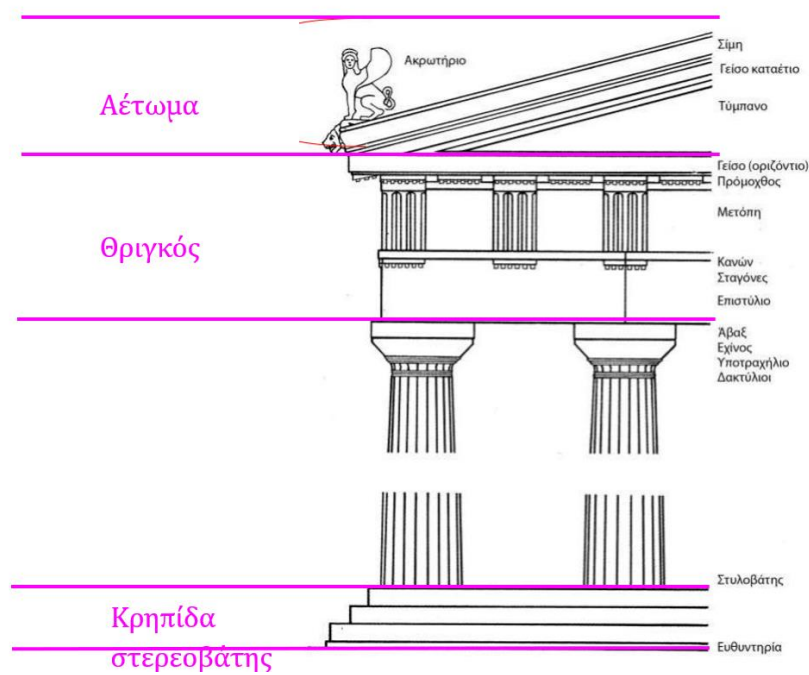 Σίμη
Ακρωτήριο
Γείσο καταέτιο
Αέτωμα
Τύμπανο
Γείσο (οριζόντιο)
Πρόμοχθος
Μετόπη
Θριγκός
Κανών
Σταγόνες
Επιστύλιο
Άβαξ
Εχίνος
Υποτραχήλιο
Δακτύλιοι
Στυλοβάτης
Κρηπίδα
στερεοβάτης
Ευθυντηρία